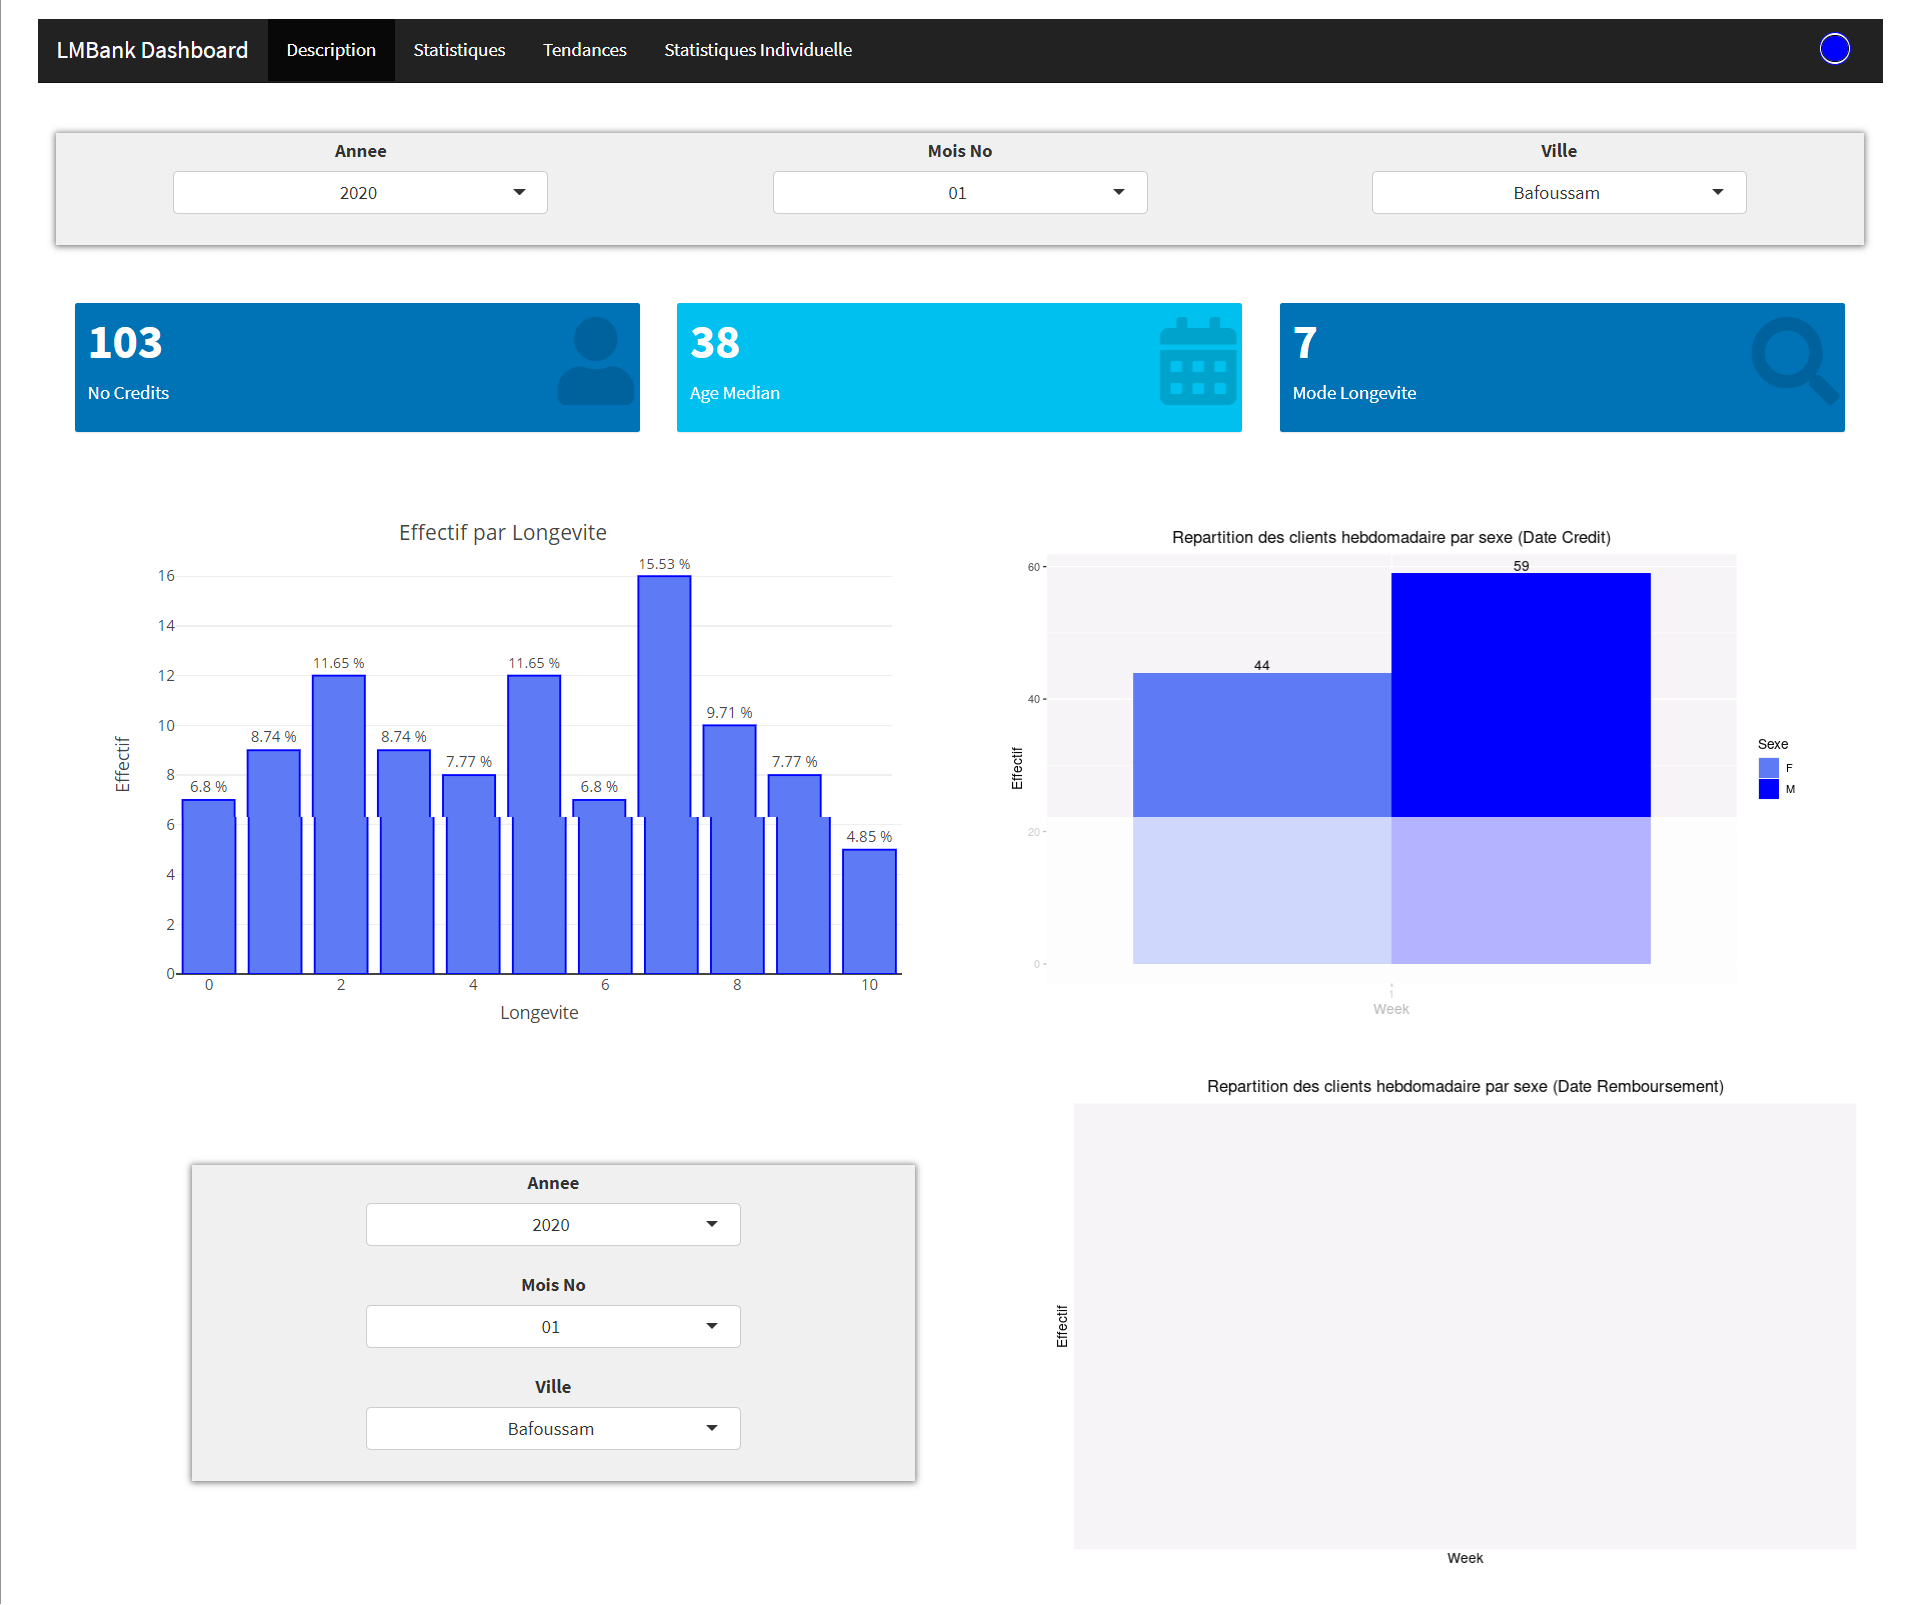 LMBank Dashboard Description Statistiques Tendances Statistiques Individuelle
Annee Mois No Ville
2020 01 Bafoussam
103 38 7
No Credits Age Median Mode Longevite
Effectif par Longevite
15.53 %
16
14
11.65 % 11.65 %
12
9.71 %
10
8.74 % 8.74 %
7.77 % 7.77 %
8
6.8 % 6.8 %
6
4.85 %
4
2
0
0 2 4 6 8 10
Effectif
Longevite
Repartition des clients hebdomadaire par sexe (Date Credit)
60
59
44
40
20
0
Effectif
1
Week
Sexe
F
M
Annee
2020
Mois No
01
Ville
Bafoussam
Repartition des clients hebdomadaire par sexe (Date Remboursement)
Effectif
Week